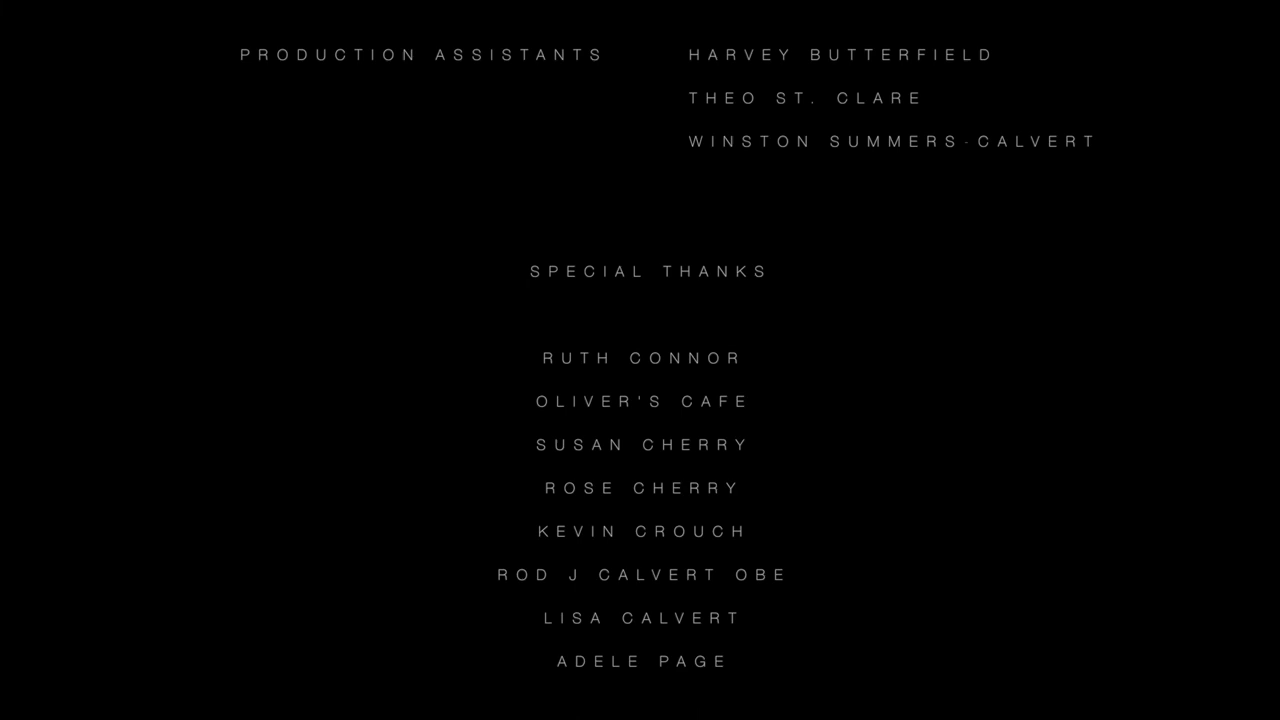 PRODUCTION ASSISTANTS HARVEY BUTTERFIELD
THEO ST. CLARE
WINSTON SUMMERS-CALVERT
SPECIAL THANKS
RUTH CONNOR
OLIVER'S CAFE
SUSAN CHERRY
ROSE CHERRY
KEVIN CROUCH
ROD J CALVERT OBE
LISA CALVERT
ADELE PAGE